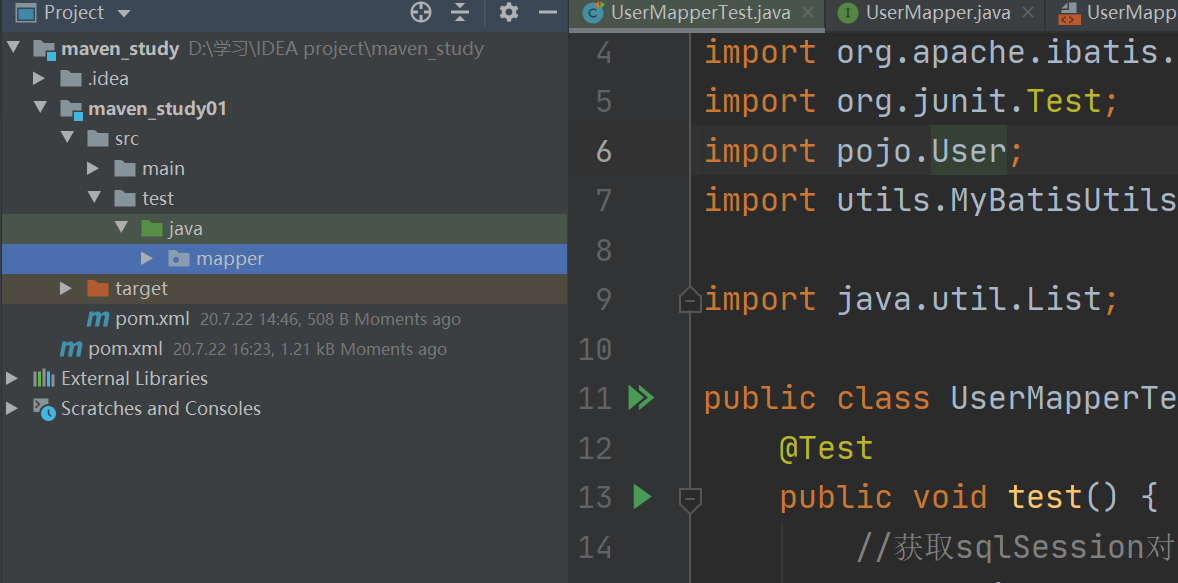 Project
maven_study D:\学习\IDEA project\maven_study
.idea
maven_study01
src
main
test
java
mapper
target
pom.xml 20.7.22 14:46, 508 B Moments ago
pom.xml 20.7.22 16:23, 1.21 kB Moments ago
External Libraries
Scratches and Consoles
UserMapperTest.java UserMapper.java UserMapp
4 import org.apache.ibatis.
5 import org.junit.Test;
6 import pojo.User;
7 import utils.MyBatisUtils
8
9 import java.util.List;
10
11 public class UserMapperTe
12 @Test
13 public void test() {
14 //获取sqlSession对